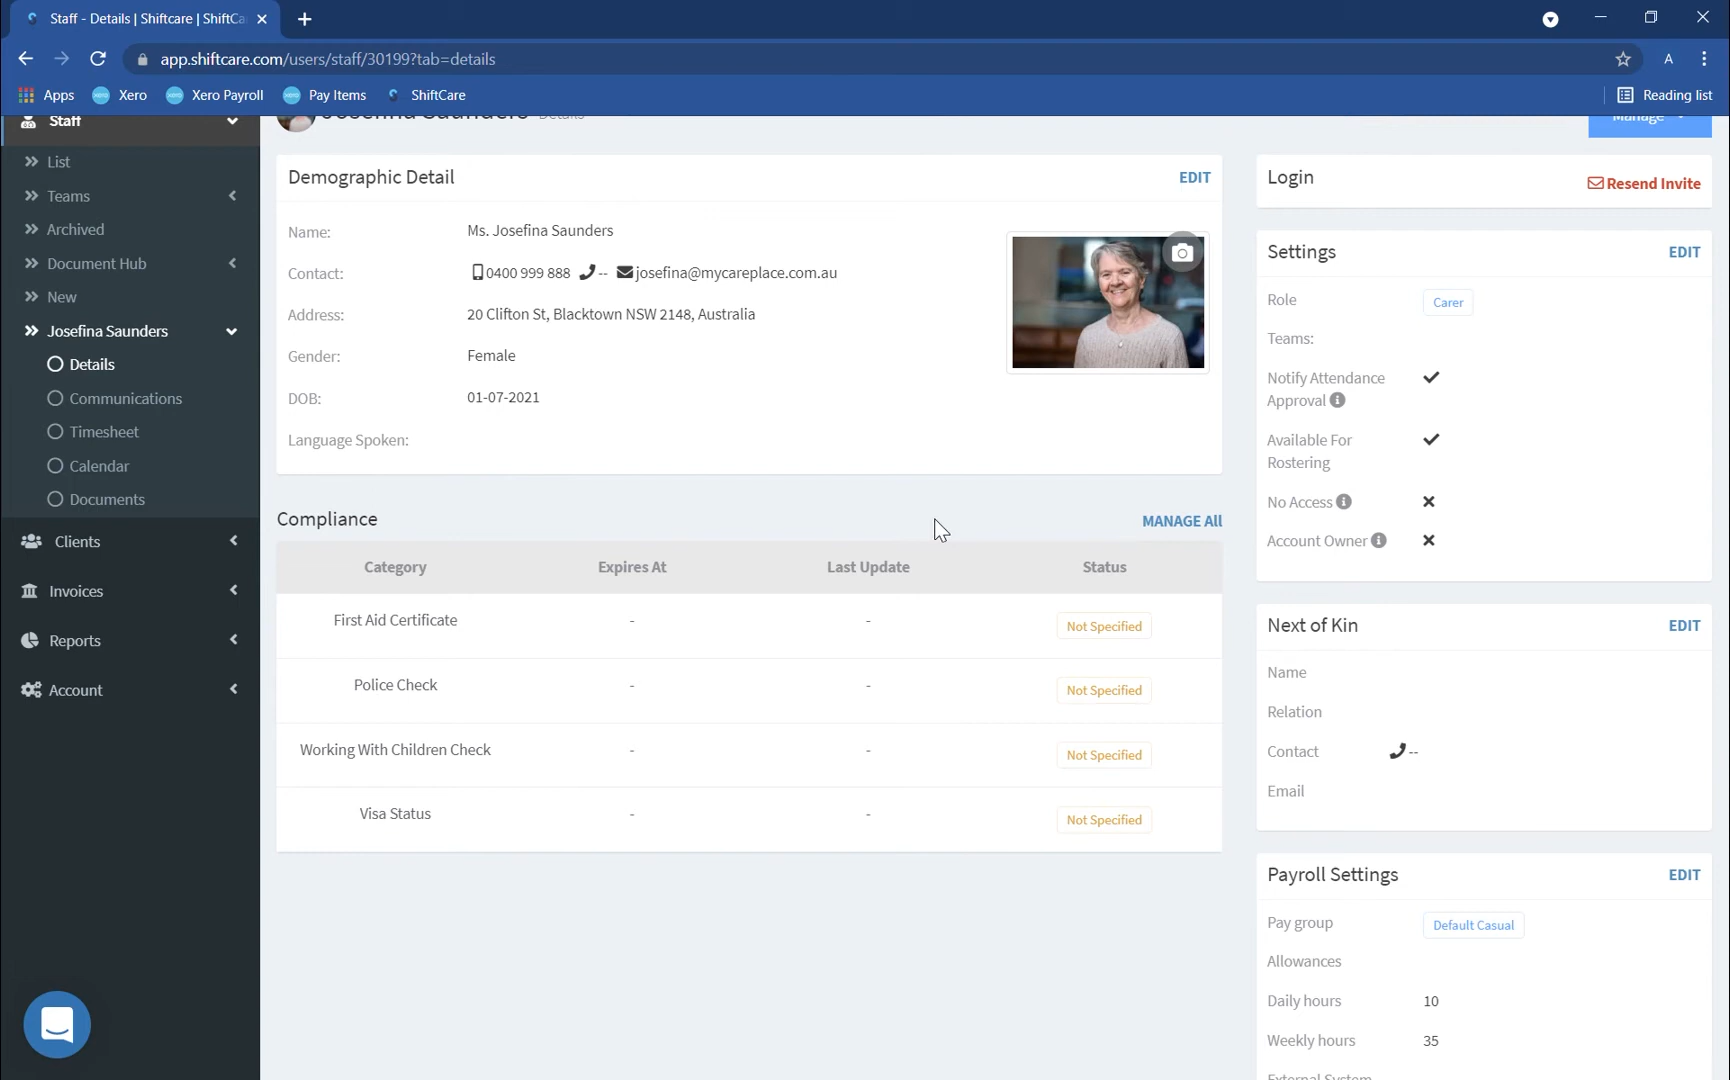 Staff - Details | Shiftcare | ShiftCa
app.shiftcare.com/users/staff/30199?tab=details
A
Apps
Xero
Xero Payroll
Pay Items
ShiftCare
Reading list
Staff
List
Teams
Archived
Document Hub
New
Josefina Saunders
Details
Communications
Timesheet
Calendar
Documents
Clients
Invoices
Reports
Account
Josefina Saunders Details
Manage
Demographic Detail EDIT
Name: Ms. Josefina Saunders
Contact: 0400 999 888 -- josefina@mycareplace.com.au
Address: 20 Clifton St, Blacktown NSW 2148, Australia
Gender: Female
DOB: 01-07-2021
Language Spoken:
Compliance MANAGE All
Category Expires At Last Update Status
First Aid Certificate - - Not Specified
Police Check - - Not Specified
Working With Children Check - - Not Specified
Visa Status - - Not Specified
Login Resend Invite
Settings EDIT
Role Carer
Teams:
Notify Attendance
Approval
Available For
Rostering
No Access
Account Owner
Next of Kin EDIT
Name
Relation
Contact --
Email
Payroll Settings EDIT
Pay group Default Casual
Allowances
Daily hours 10
Weekly hours 35
External System